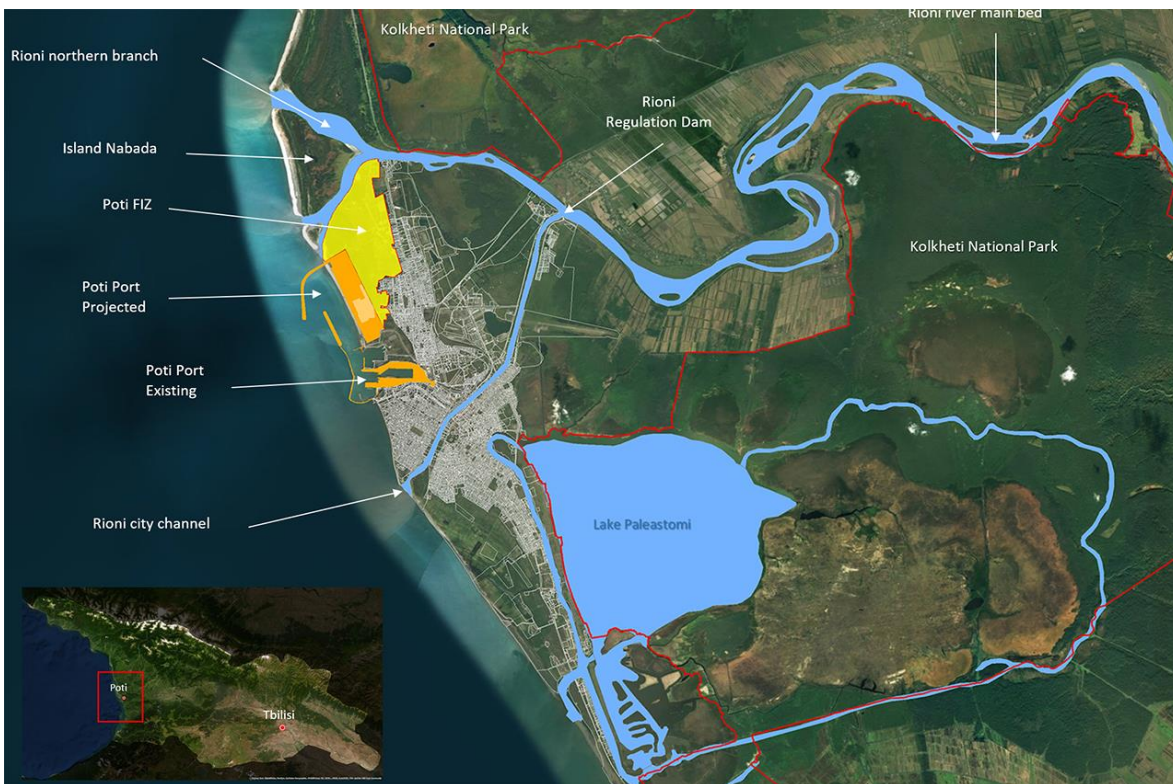 Kolkheti National Park
Rioni river main bed
Rioni northern branch
Rioni
Regulation Dam
Island Nabada
Poti FIZ
Kolkheti National Park
Poti Port
Projected
Poti Port
Existing
Rioni city channel
Lake Paleastomi
Poti
Tbilisi